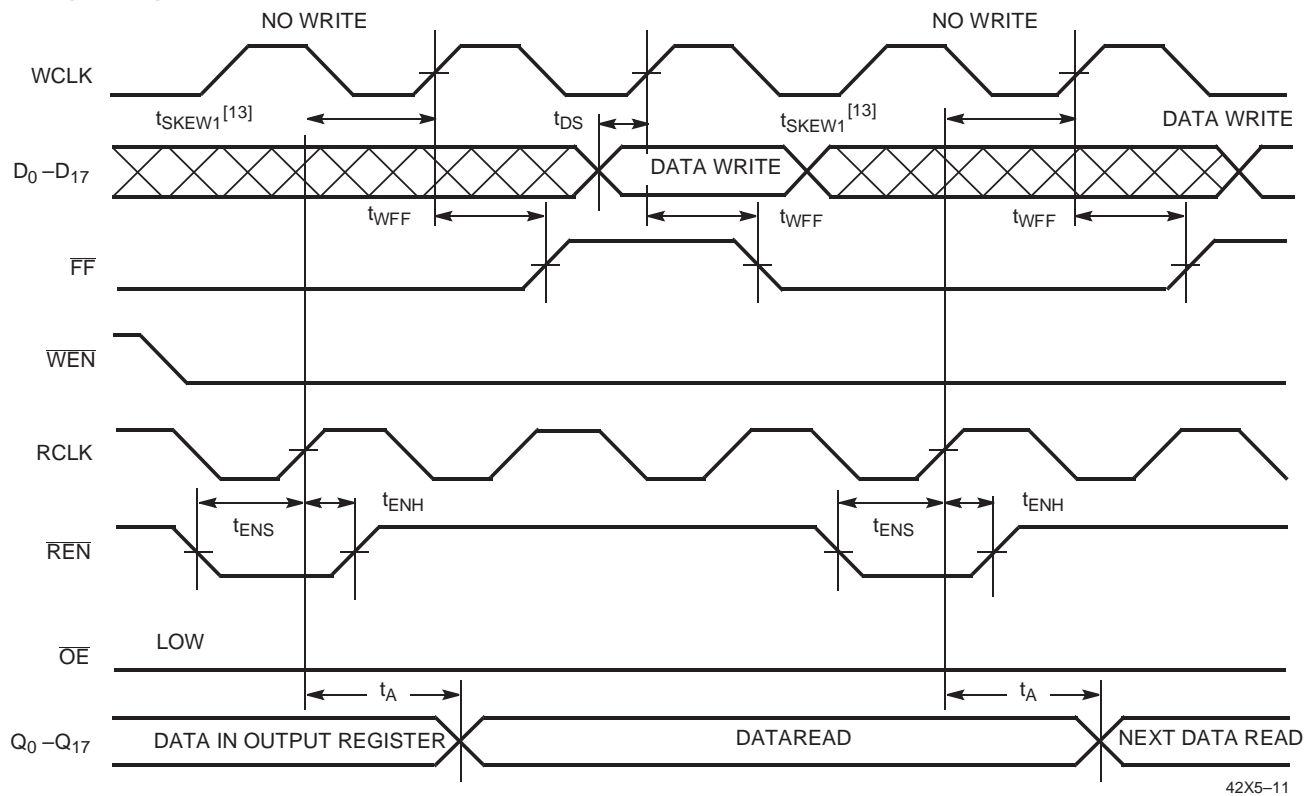 NO WRITE
NO WRITE
WCLK
tSKEW1[13]
tDS
tSKEW1[13]
DATA WRITE
D0 –D17
DATA WRITE
tWFF
tWFF
tWFF
FF
WEN
RCLK
tENH
tENH
tENS
tENS
REN
LOW
OE
tA
tA
Q0 –Q17
DATA IN OUTPUT REGISTER
DATAREAD
NEXT DATA READ
42X5–11